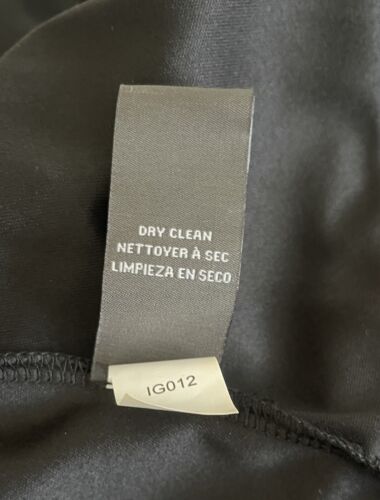 DRY CLEAN
NETTOYER À SEC
LIMPIEZA EN SECO
IG012